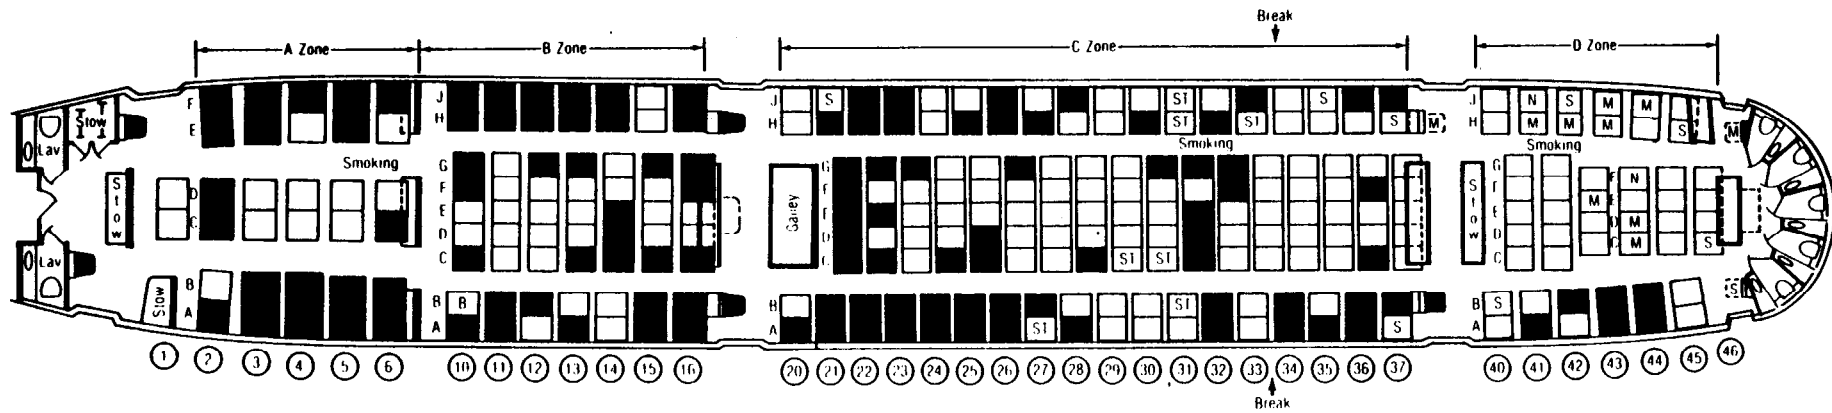 Break
A Zone
B Zone
C Zone
D Zone
Stow
Lav
F
E
Smoking
D
C
B
A
Stow
Lav
Stow
J
H
G
F
E
D
C
B
A
B
J
H
S
ST
S
ST
ST
S
M
Smoking
G
F
E
D
C
Galley
ST
ST
B
A
ST
ST
S
J
H
N
S
M
M
M
M
M
S
M
Smoking
G
F
E
D
C
Stow
N
M
M
M
S
B
A
S
S
1 2 3 4 5 6 10 11 12 13 14 15 16 20 21 22 23 24 25 26 27 28 29 30 31 32 33 34 35 36 37 40 41 42 43 44 45 46
Break